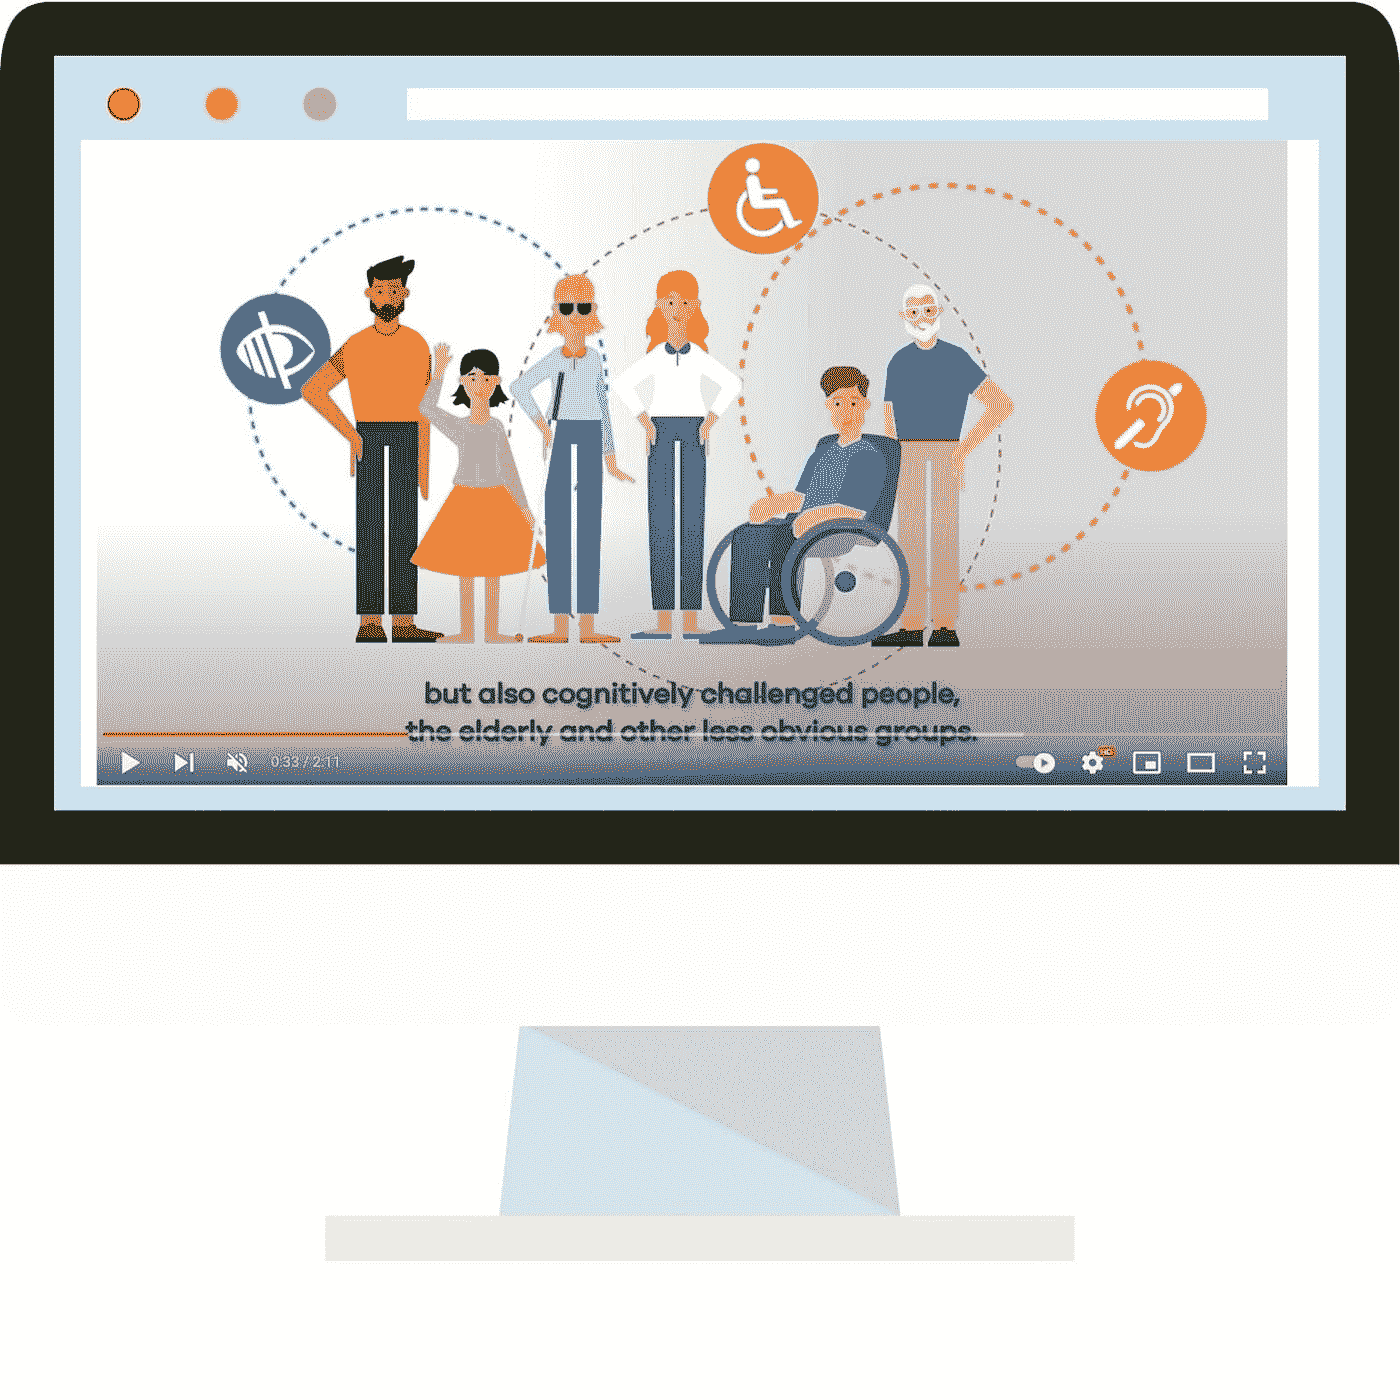 but also cognitively challenged people,
the elderly and other less obvious groups.
0:33 / 2:11